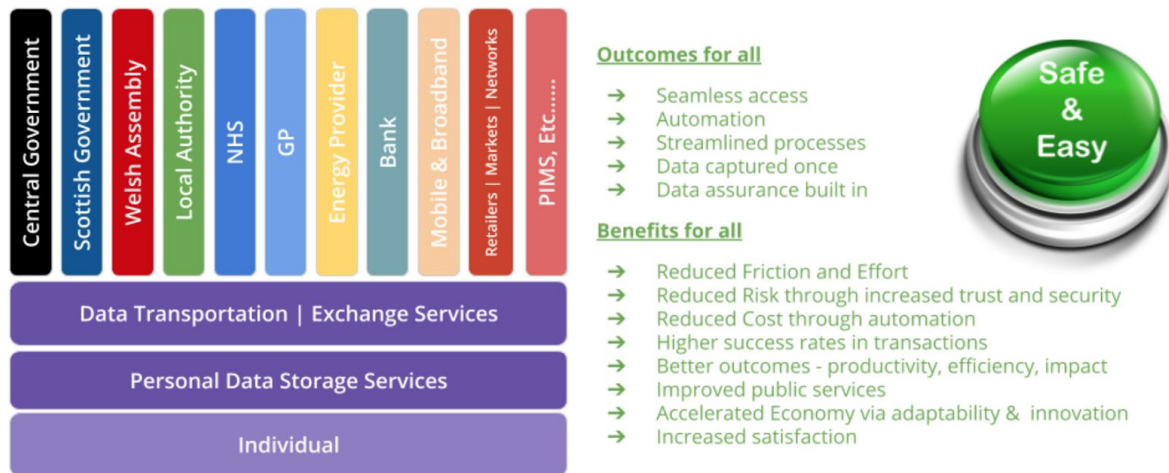 Central Government
Scottish Government
Welsh Assembly
Local Authority
NHS
GP
Energy Provider
Bank
Mobile & Broadband
Retailers | Markets | Networks
PIMS, Etc......
Data Transportation | Exchange Services
Personal Data Storage Services
Individual
Outcomes for all
➔ Seamless access
➔ Automation
➔ Streamlined processes
➔ Data captured once
➔ Data assurance built in
Benefits for all
➔ Reduced Friction and Effort
➔ Reduced Risk through increased trust and security
➔ Reduced Cost through automation
➔ Higher success rates in transactions
➔ Better outcomes - productivity, efficiency, impact
➔ Improved public services
➔ Accelerated Economy via adaptability & innovation
➔ Increased satisfaction
Safe
&
Easy